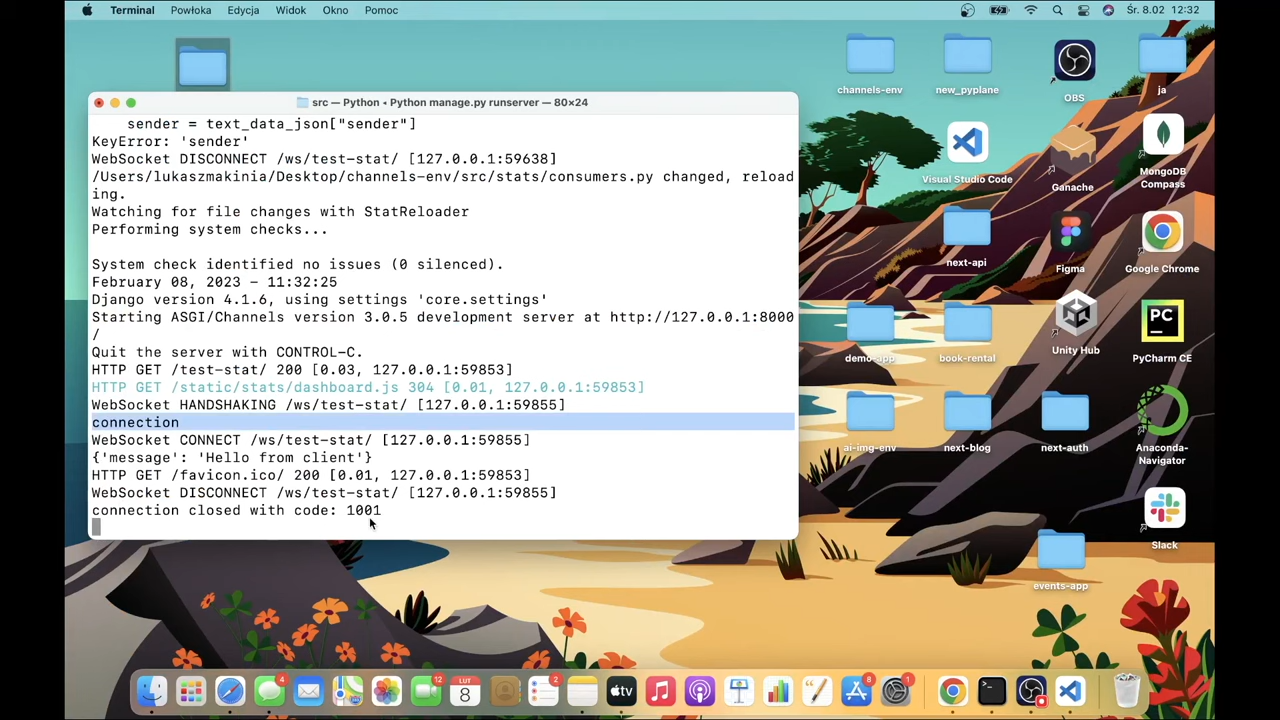 Terminal Powłoka Edycja Widok Okno Pomoc Śr. 8.02 12:32
src — Python • Python manage.py runserver — 80×24
sender = text_data_json["sender"]
KeyError: 'sender'
WebSocket DISCONNECT /ws/test-stat/ [127.0.0.1:59638]
/Users/lukaszmakinia/Desktop/channels-env/src/stats/consumers.py changed, reload
ing.
Watching for file changes with StatReloader
Performing system checks...
System check identified no issues (0 silenced).
February 08, 2023 - 11:32:25
Django version 4.1.6, using settings 'core.settings'
Starting ASGI/Channels version 3.0.5 development server at http://127.0.0.1:8000
/
Quit the server with CONTROL-C.
HTTP GET /test-stat/ 200 [0.03, 127.0.0.1:59853]
HTTP GET /static/stats/dashboard.js 304 [0.01, 127.0.0.1:59853]
WebSocket HANDSHAKING /ws/test-stat/ [127.0.0.1:59855]
connection
WebSocket CONNECT /ws/test-stat/ [127.0.0.1:59855]
{'message': 'Hello from client'}
HTTP GET /favicon.ico/ 200 [0.01, 127.0.0.1:59853]
WebSocket DISCONNECT /ws/test-stat/ [127.0.0.1:59855]
connection closed with code: 1001
channels-env
new_pyplane
OBS
ja
Visual Studio Code
Ganache
MongoDB
Compass
next-api
Figma
Google Chrome
demo-app
book-rental
Unity Hub
PC
PyCharm CE
ai-img-env
next-blog
next-auth
Anaconda-
Navigator
events-app
Slack
4
12
LUT
8
2
tv
8
1